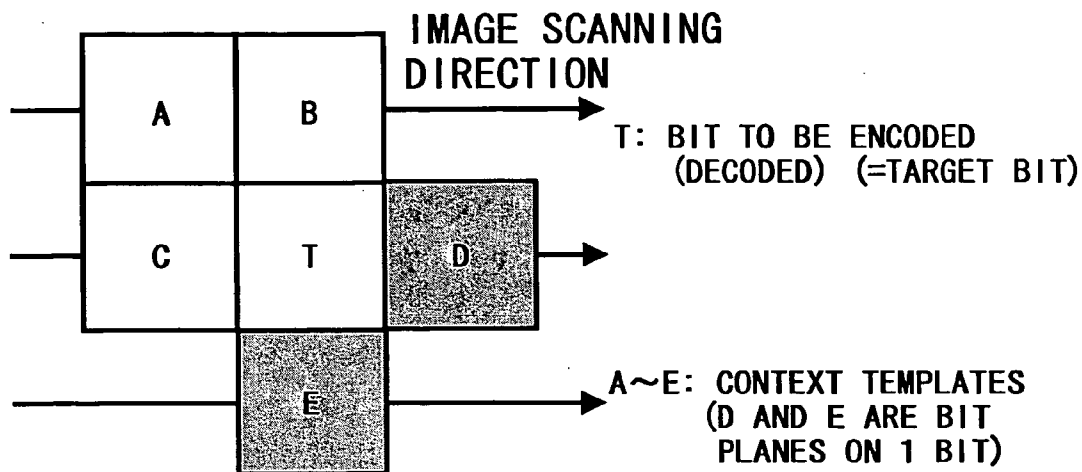 IMAGE SCANNING
DIRECTION
A B
T: BIT TO BE ENCODED
(DECODED) (=TARGET BIT)
C T D
E
A~E: CONTEXT TEMPLATES
(D AND E ARE BIT
PLANES ON 1 BIT)